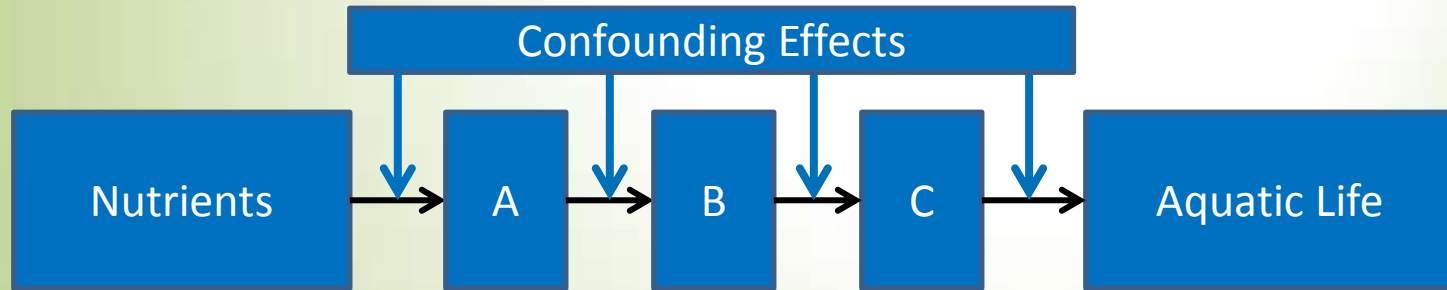 Confounding Effects
Nutrients
A
B
C
Aquatic Life